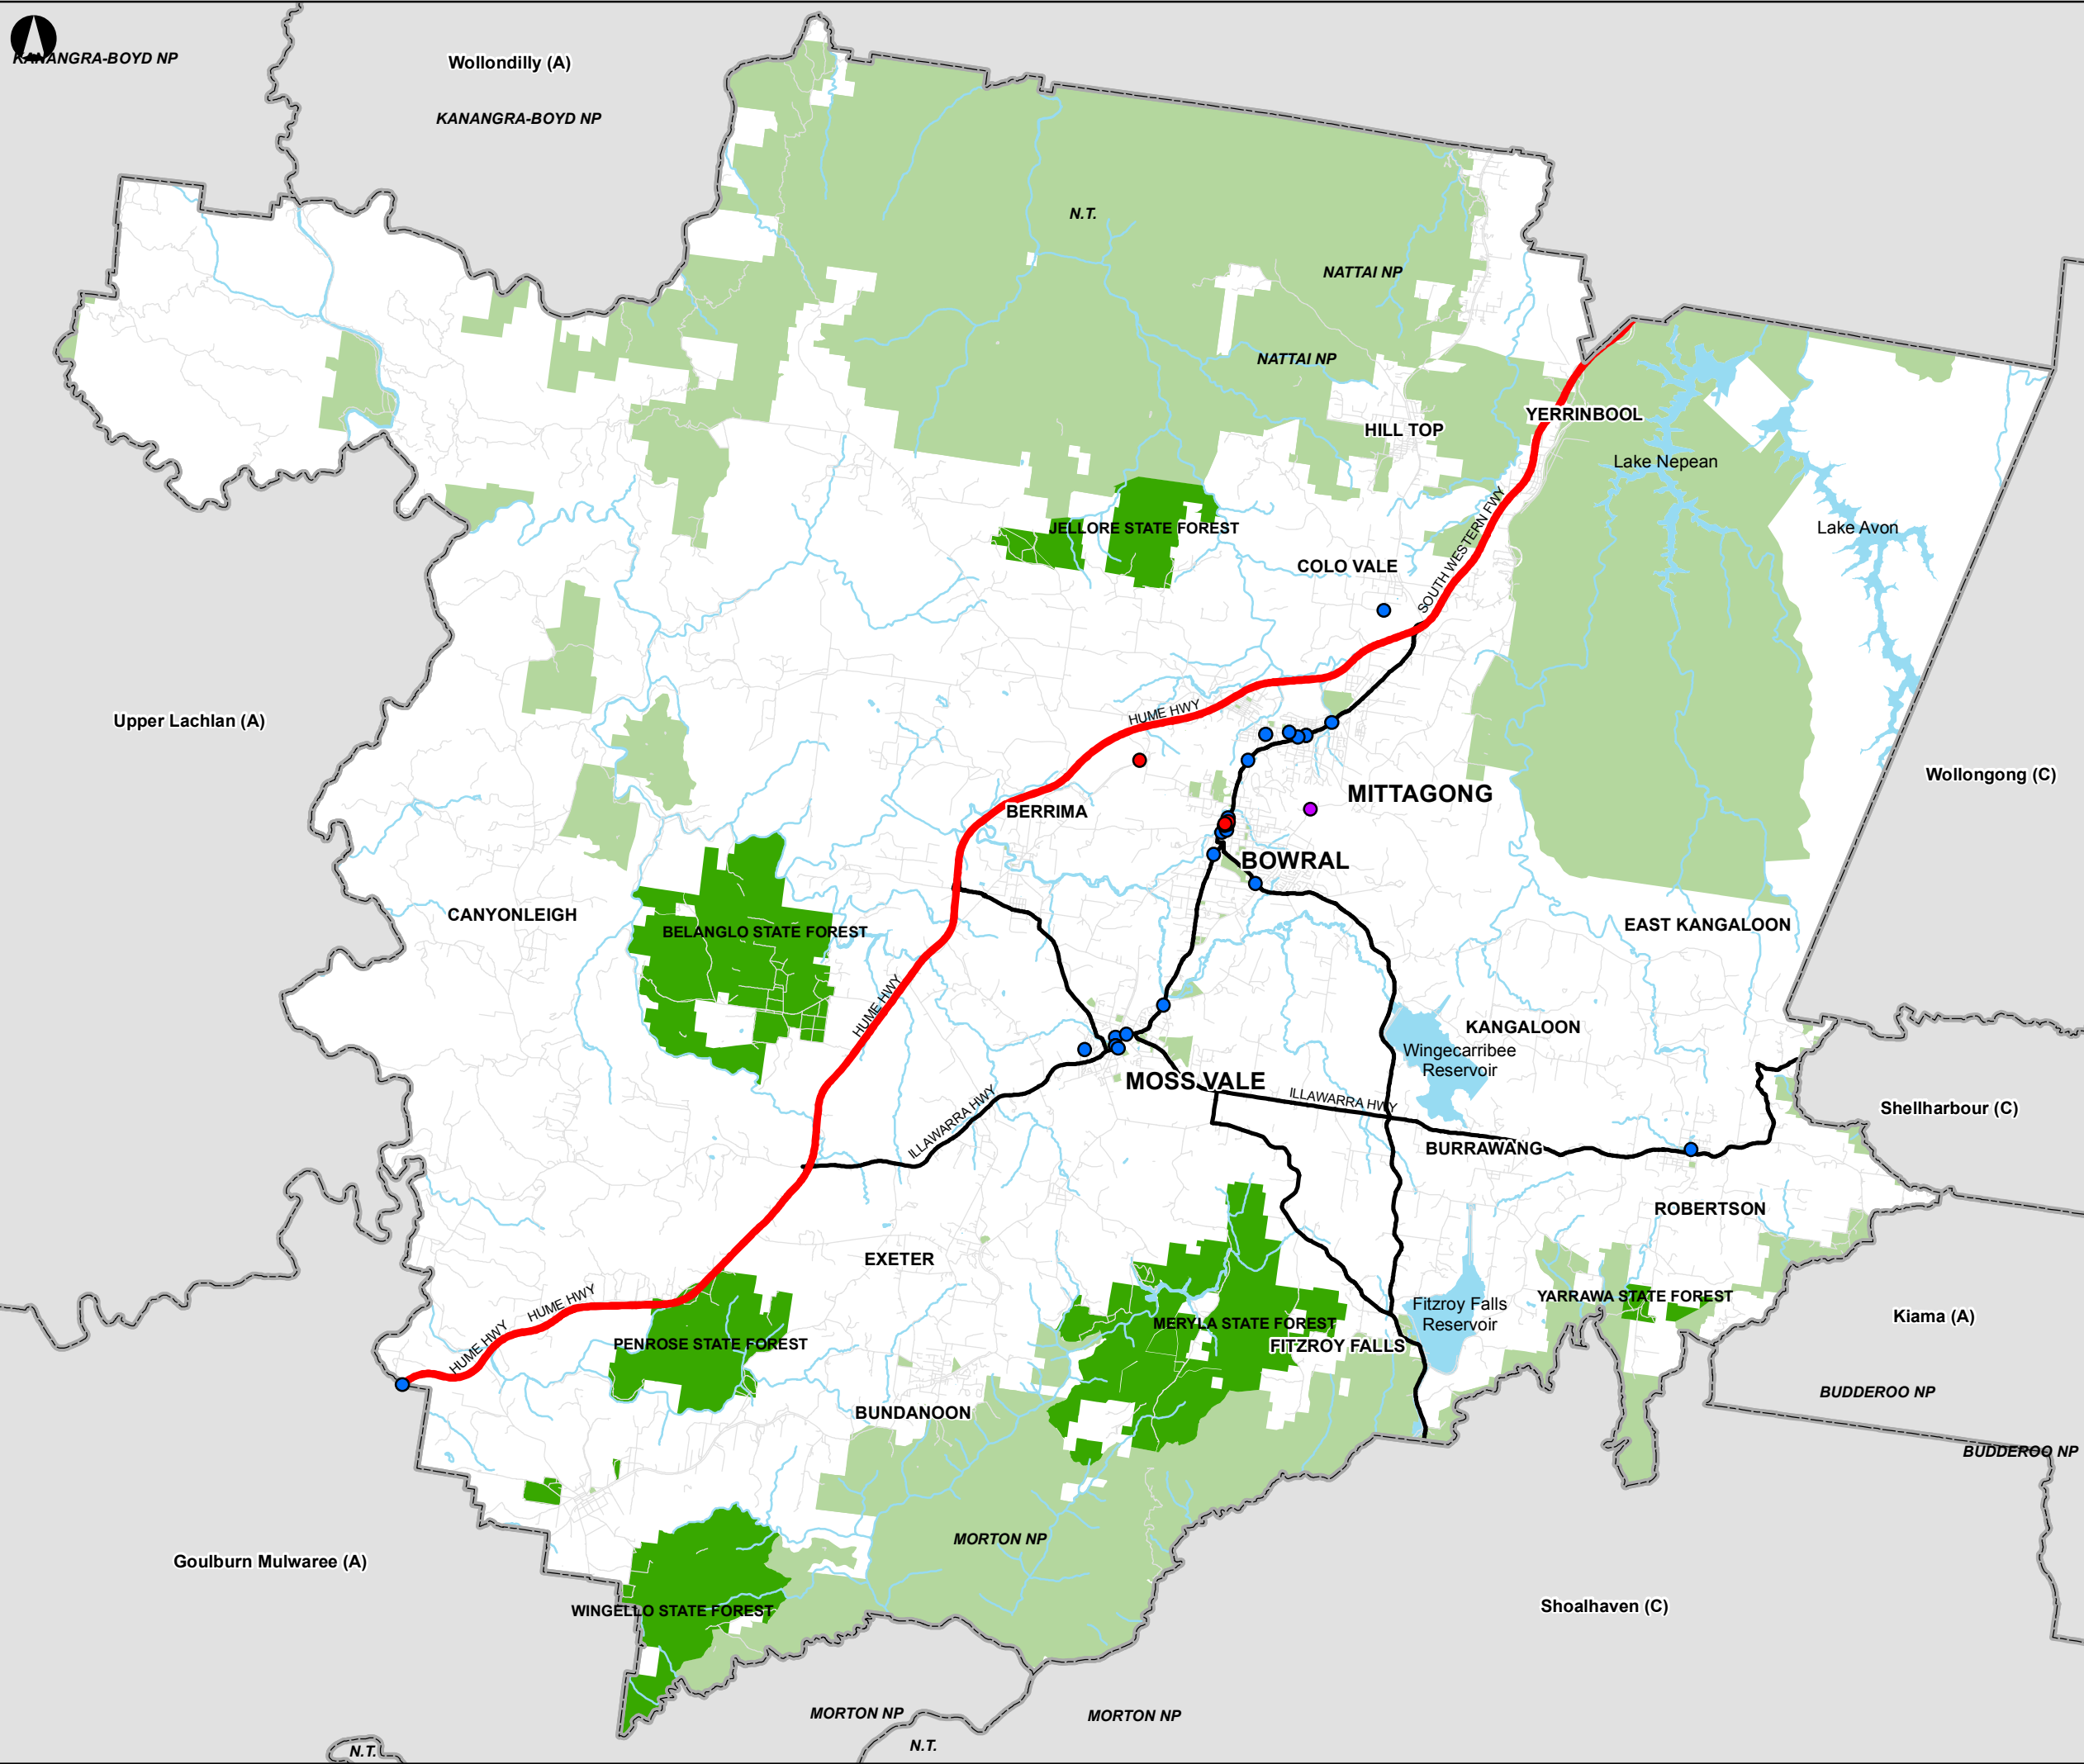 KANANGRA-BOYD NP
Wollondilly (A)
KANANGRA-BOYD NP
N.T.
NATTAI NP
NATTAI NP
YERRINBOOL
HILL TOP
Lake Nepean
SOUTH WESTERN FWY
JELLORE STATE FOREST
Lake Avon
COLO VALE
HUME HWY
Upper Lachlan (A)
Wollongong (C)
MITTAGONG
BERRIMA
BOWRAL
CANYONLEIGH
BELANGLO STATE FOREST
EAST KANGALOON
HUME HWY
KANGALOON
Wingecarribee
Reservoir
MOSS VALE
ILLAWARRA HWY
ILLAWARRA HWY
Shellharbour (C)
BURRAWANG
ROBERTSON
EXETER
HUME HWY
HUME HWY
YARRAWA STATE FOREST
Fitzroy Falls
Reservoir
Kiama (A)
MERYLA STATE FOREST
PENROSE STATE FOREST
FITZROY FALLS
BUDDEROO NP
BUNDANOON
BUDDEROO NP
MORTON NP
Goulburn Mulwaree (A)
Shoalhaven (C)
WINGELLO STATE FOREST
MORTON NP
MORTON NP
N.T.
N.T.